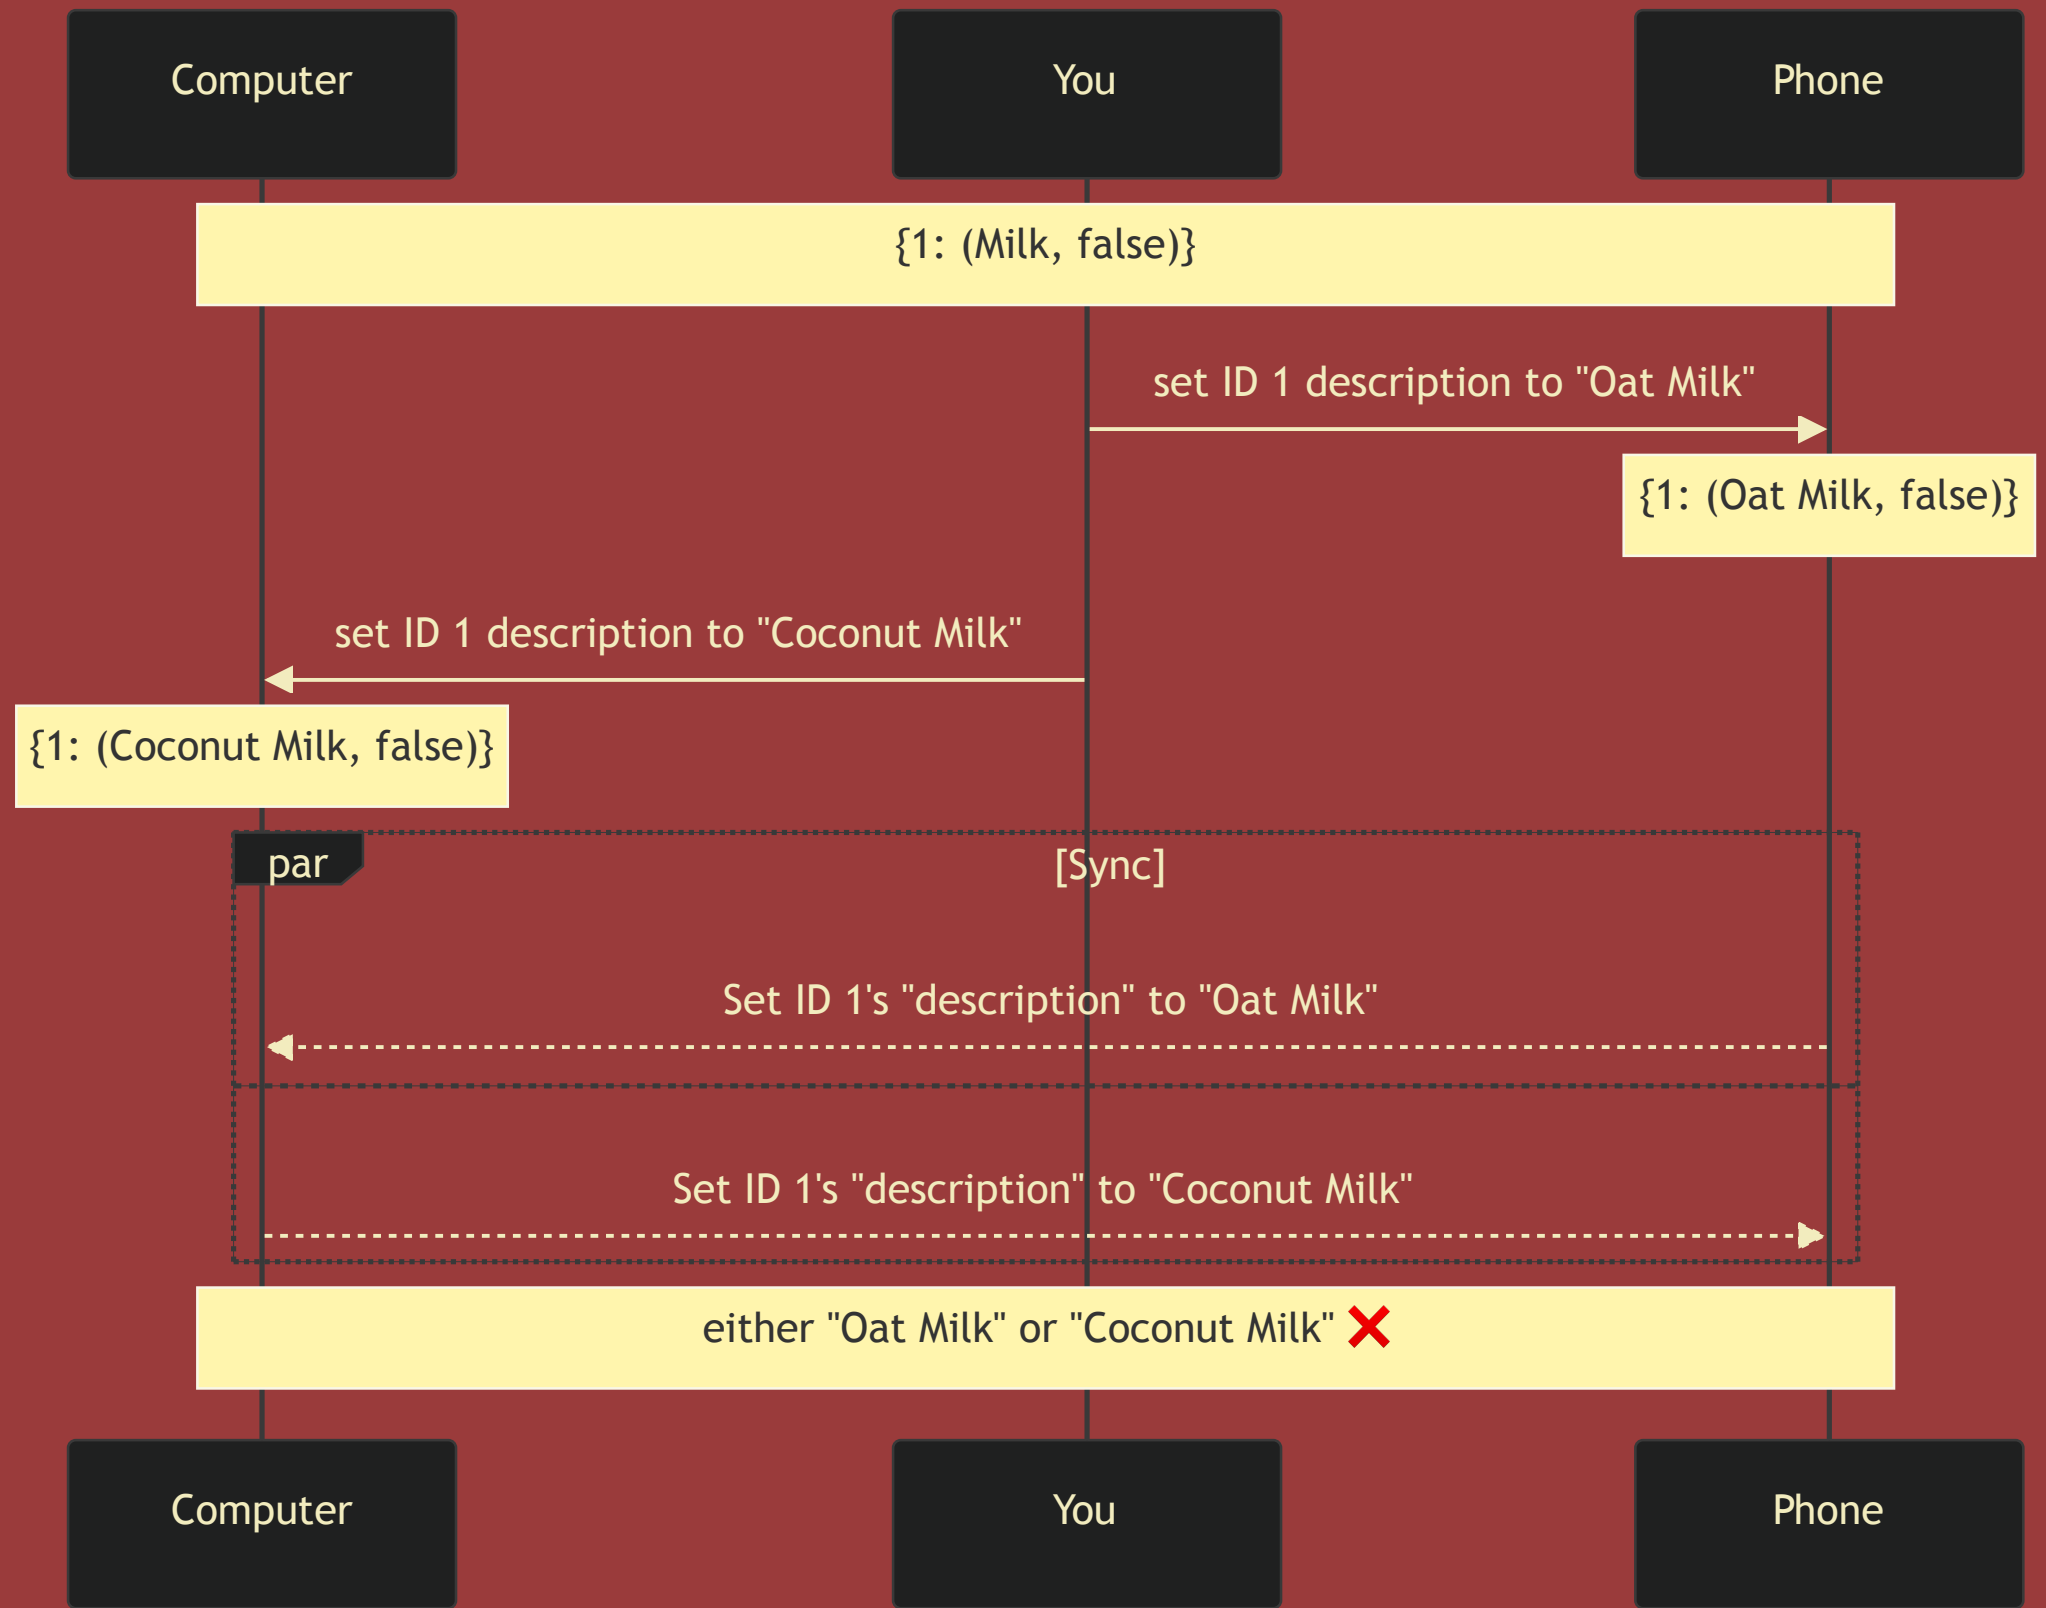 Computer
You
Phone
{1: (Milk, false)}
set ID 1 description to "Oat Milk"
{1: (Oat Milk, false)}
set ID 1 description to "Coconut Milk"
{1: (Coconut Milk, false)}
par
[Sync]
Set ID 1's "description" to "Oat Milk"
Set ID 1's "description" to "Coconut Milk"
either "Oat Milk" or "Coconut Milk" ❌
Computer
You
Phone